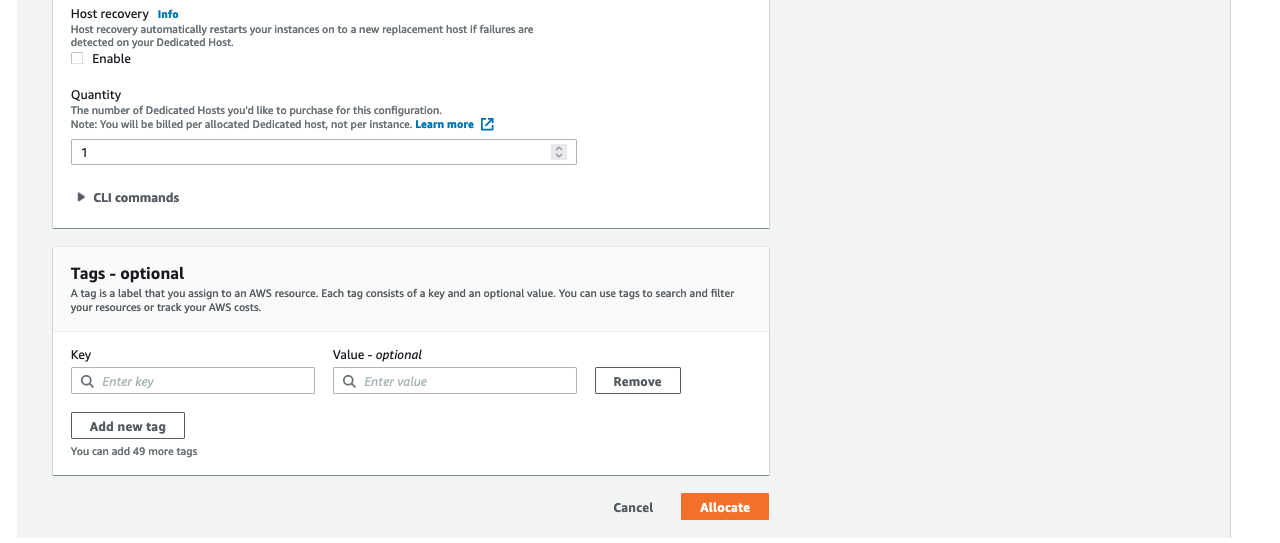 Host recovery Info
Host recovery automatically restarts your instances on to a new replacement host if failures are
detected on your Dedicated Host.
Enable
Quantity
The number of Dedicated Hosts you'd like to purchase for this configuration.
Note: You will be billed per allocated Dedicated host, not per instance. Learn more
1
CLI commands
Tags - optional
A tag is a label that you assign to an AWS resource. Each tag consists of a key and an optional value. You can use tags to search and filter
your resources or track your AWS costs.
Key Value - optional
Enter key Enter value Remove
Add new tag
You can add 49 more tags
Cancel Allocate